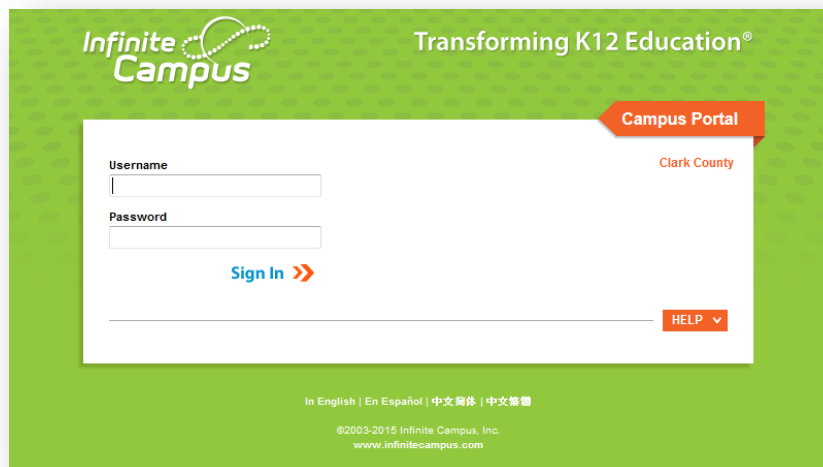 Infinite
Campus
Transforming K12 Education®
Campus Portal
Clark County
Username
Password
Sign In
HELP
In English | En Español | 中文简体 | 中文繁體
©2003-2015 Infinite Campus, Inc.
www.infinitecampus.com